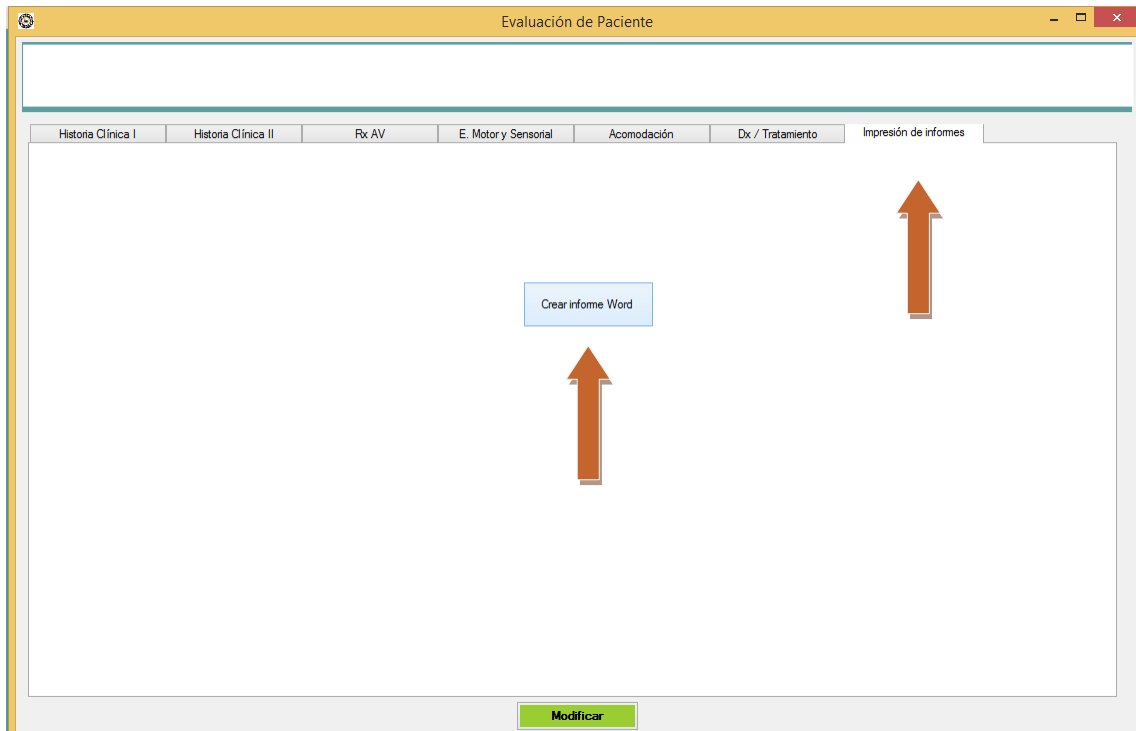 Evaluación de Paciente
Historia Clínica I
Historia Clínica II
Rx AV
E. Motor y Sensorial
Acomodación
Dx / Tratamiento
Impresión de informes
Crear informe Word
Modificar